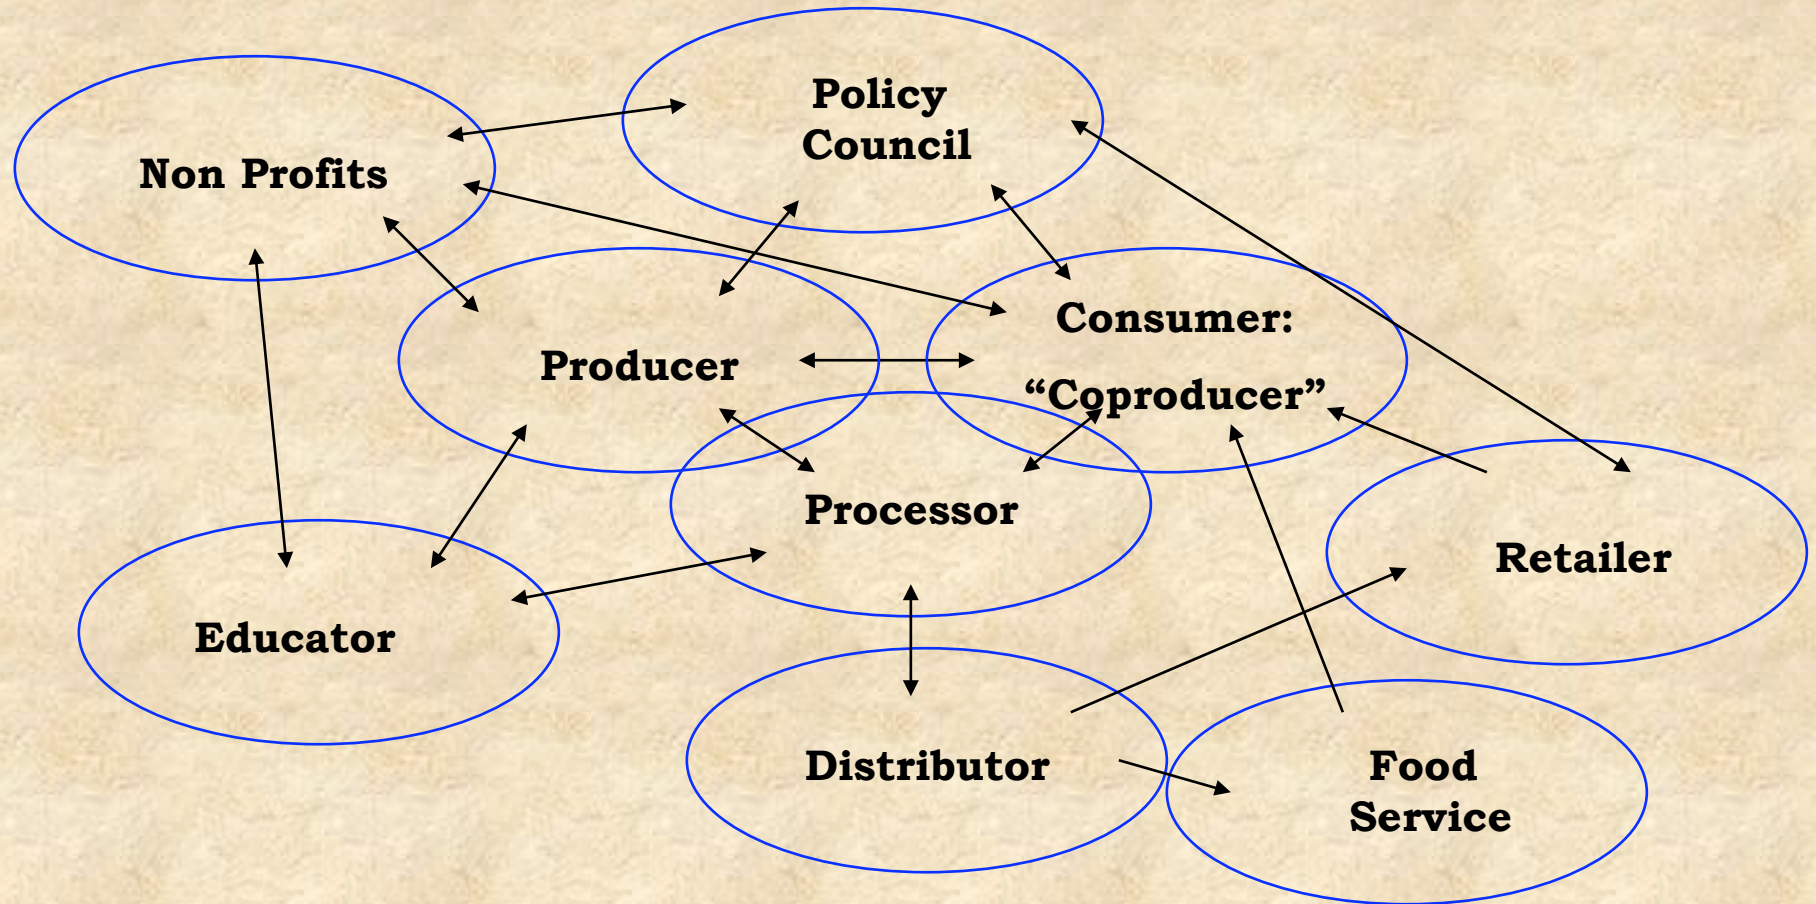 Policy
Council
Non Profits
Consumer:
“Coproducer”
Producer
Processor
Retailer
Educator
Distributor
Food
Service